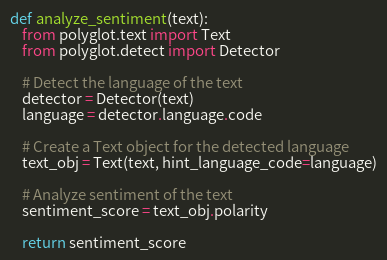 def analyze_sentiment(text):
    from polyglot.text import Text
    from polyglot.detect import Detector

    # Detect the language of the text
    detector = Detector(text)
    language = detector.language.code

    # Create a Text object for the detected language
    text_obj = Text(text, hint_language_code=language)

    # Analyze sentiment of the text
    sentiment_score = text_obj.polarity

    return sentiment_score